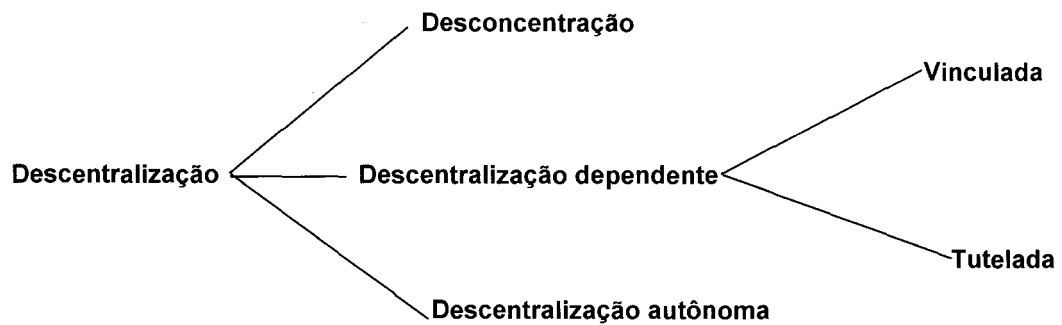 Desconcentração
Vinculada
Descentralização
Descentralização dependente
Tutelada
Descentralização autônoma